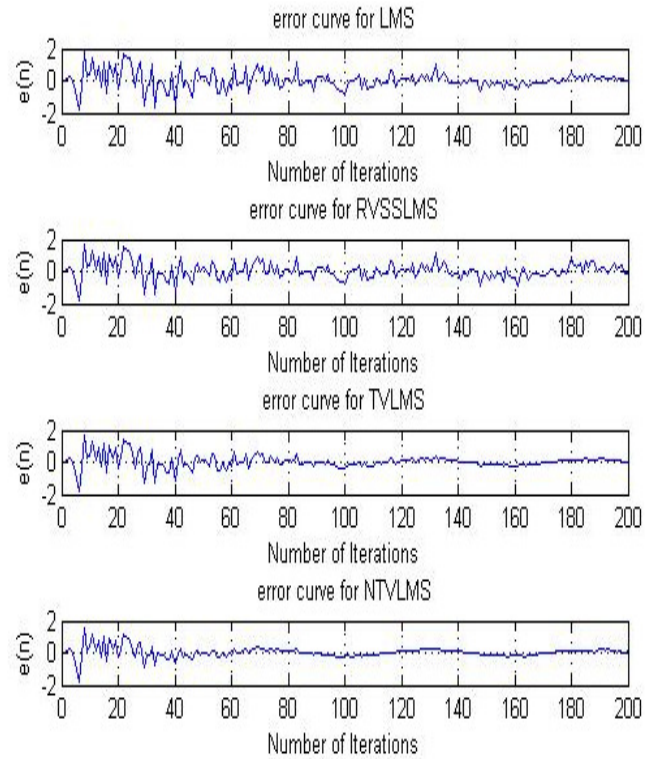 error curve for LMS
2
0
-2
e(n)
0 20 40 60 80 100 120 140 160 180 200
Number of Iterations
error curve for RVSSLMS
2
0
-2
e(n)
0 20 40 60 80 100 120 140 160 180 200
Number of Iterations
error curve for TVLMS
2
0
-2
e(n)
0 20 40 60 80 100 120 140 160 180 200
Number of Iterations
error curve for NTVLMS
2
0
-2
e(n)
0 20 40 60 80 100 120 140 160 180 200
Number of Iterations